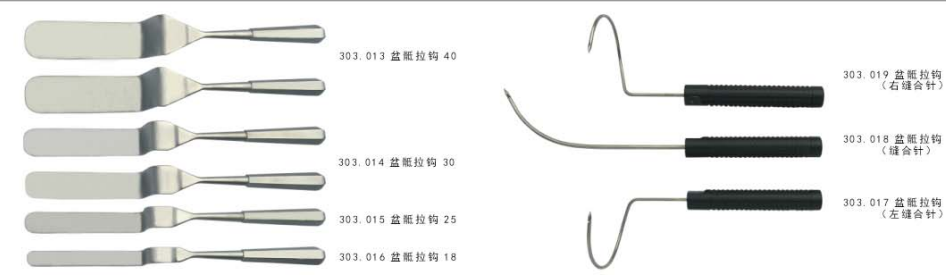 303.013 盆骶拉钩 40
303.014 盆骶拉钩 30
303.015 盆骶拉钩 25
303.016 盆骶拉钩 18
303.019 盆骶拉钩
（右缝合针）
303.018 盆骶拉钩
（缝合针）
303.017 盆骶拉钩
（左缝合针）